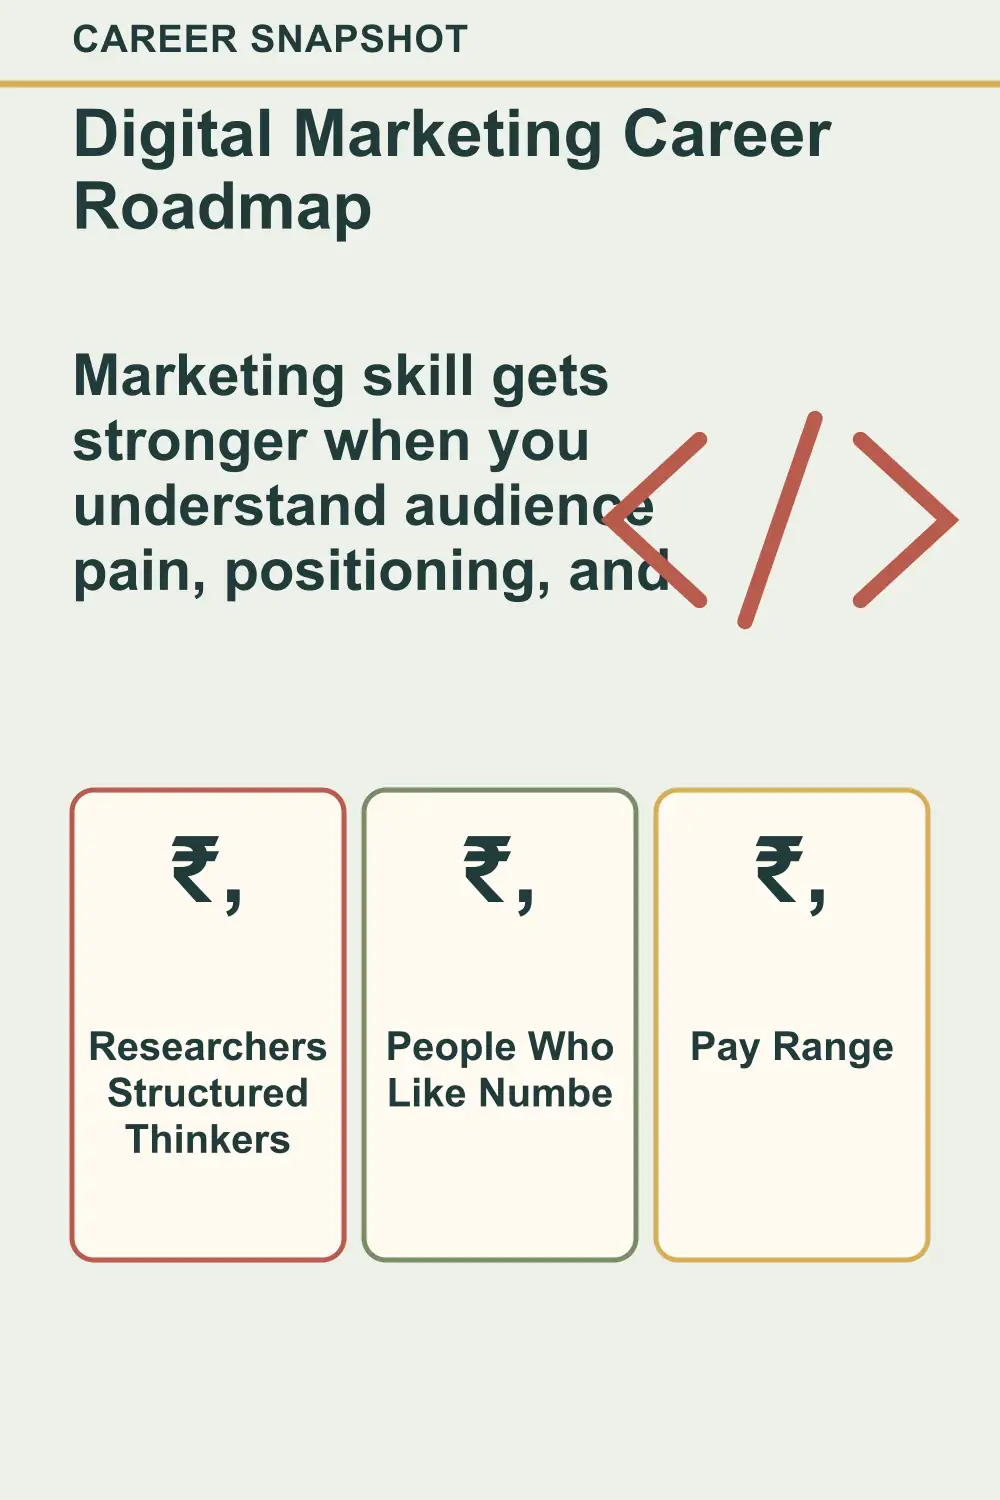 CAREER SNAPSHOT
Digital Marketing Career
Roadmap
Marketing skill gets
stronger when you
understand audience
pain, positioning, and
₹,
Researchers
Structured
Thinkers
₹,
People Who
Like Numbe
₹,
Pay Range